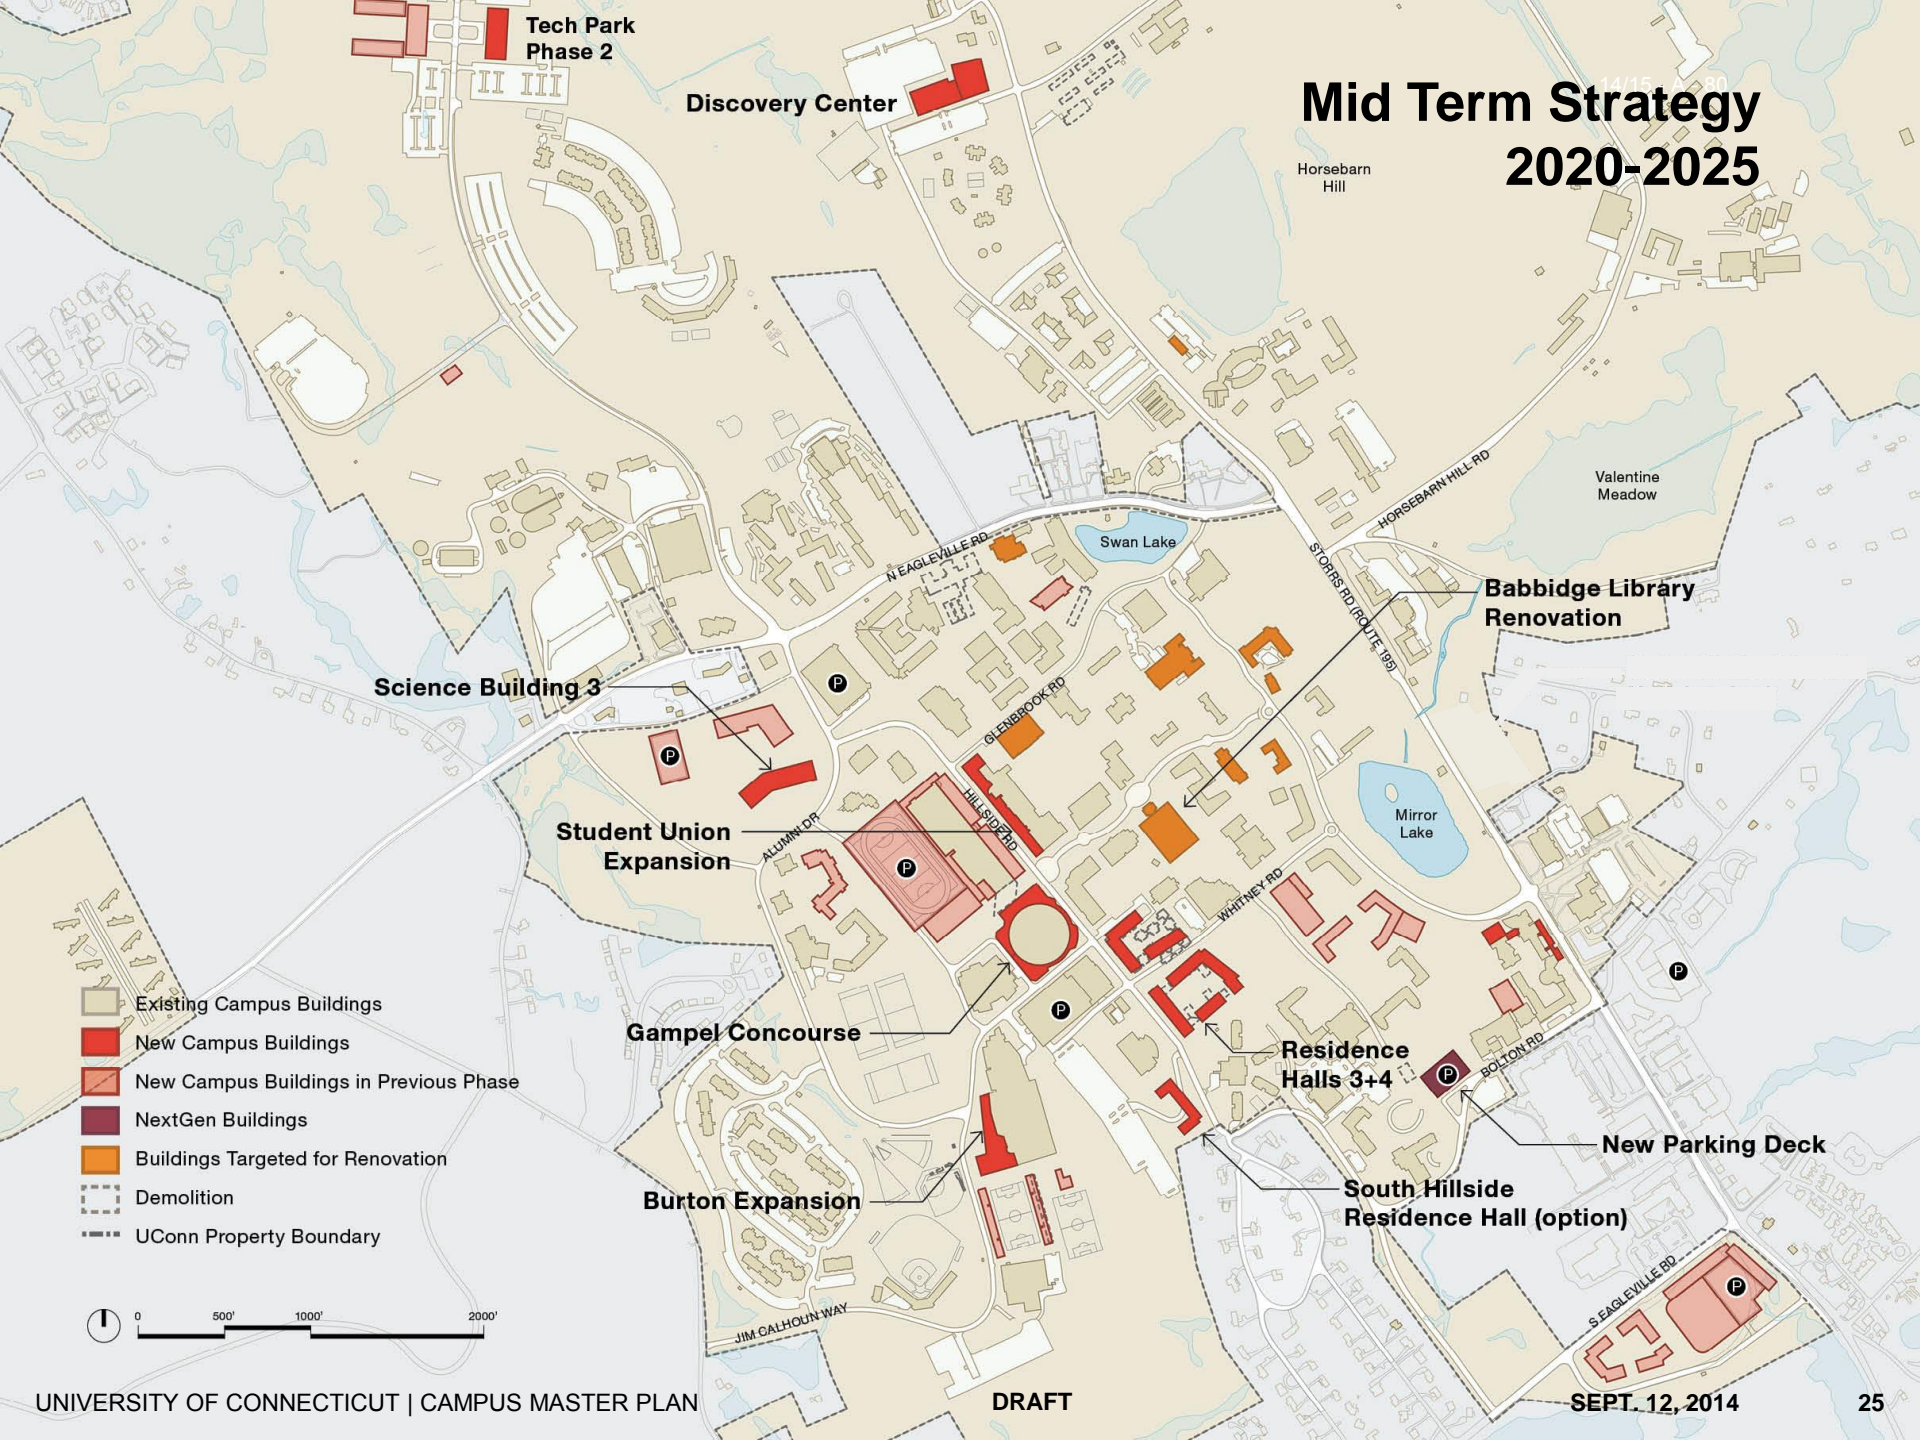 Tech Park
Phase 2
Discovery Center
14/15 - A - 80
Mid Term Strategy
2020-2025
Horsebarn
Hill
Valentine
Meadow
HORSEBARN HILL RD
N EAGLEVILLE RD
Swan Lake
STORRS RD (ROUTE 195)
Babbidge Library
Renovation
Science Building 3
P
P
GLENBROOK RD
Student Union
Expansion
ALUMNI DR
HILLSIDE RD
P
Mirror
Lake
WHITNEY RD
P
P
Gampel Concourse
Residence
Halls 3+4
P
BOLTON RD
New Parking Deck
Burton Expansion
South Hillside
Residence Hall (option)
JIM CALHOUN WAY
S EAGLEVILLE RD
P
Existing Campus Buildings
New Campus Buildings
New Campus Buildings in Previous Phase
NextGen Buildings
Buildings Targeted for Renovation
Demolition
UConn Property Boundary
0 500' 1000' 2000'
UNIVERSITY OF CONNECTICUT | CAMPUS MASTER PLAN
DRAFT
SEPT. 12, 2014
25